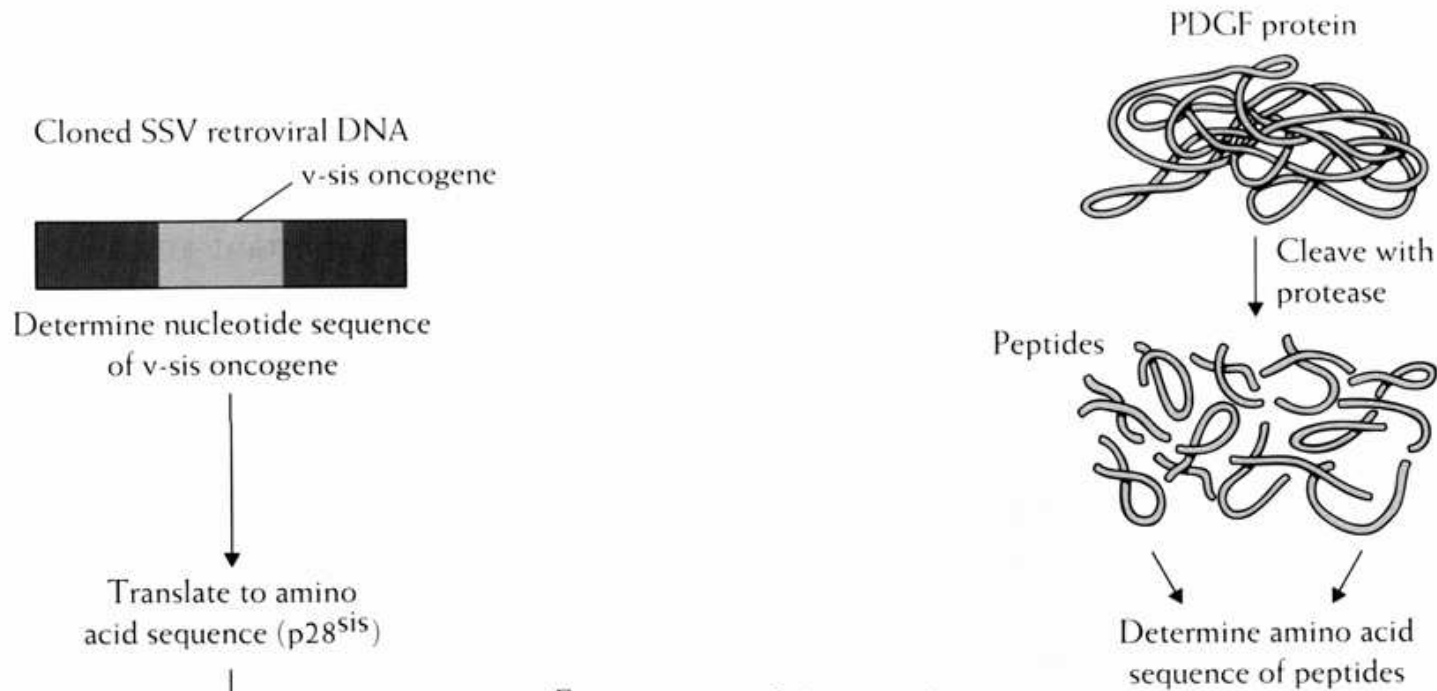 PDGF protein
Cloned SSV retroviral DNA
v-sis oncogene
Cleave with
protease
Determine nucleotide sequence
of v-sis oncogene
Peptides
Translate to amino
acid sequence (p28sis)
Determine amino acid
sequence of peptides